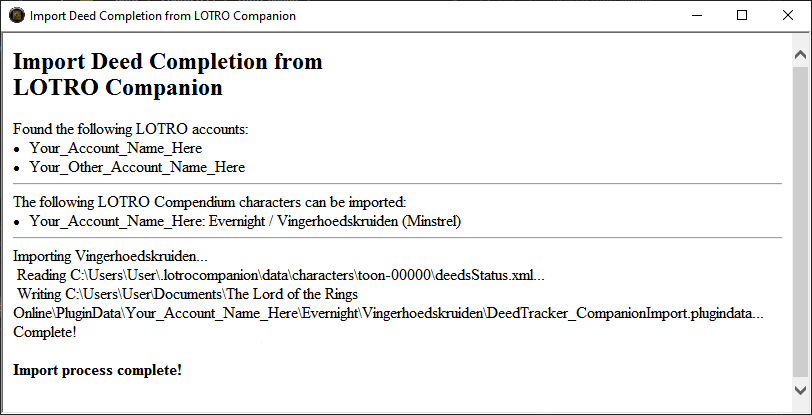 Import Deed Completion from LOTRO Companion
Import Deed Completion from
LOTRO Companion
Found the following LOTRO accounts:
• Your_Account_Name_Here
• Your_Other_Account_Name_Here
The following LOTRO Compendium characters can be imported:
• Your_Account_Name_Here: Evernight / Vingerhoedskruiden (Minstrel)
Importing Vingerhoedskruiden...
Reading C:\Users\User\.lotrocompanion\data\characters\toon-00000\deedsStatus.xml...
Writing C:\Users\User\Documents\The Lord of the Rings
Online\PluginData\Your_Account_Name_Here\Evernight\Vingerhoedskruiden\DeedTracker_CompanionImport.plugindata...
Complete!
Import process complete!